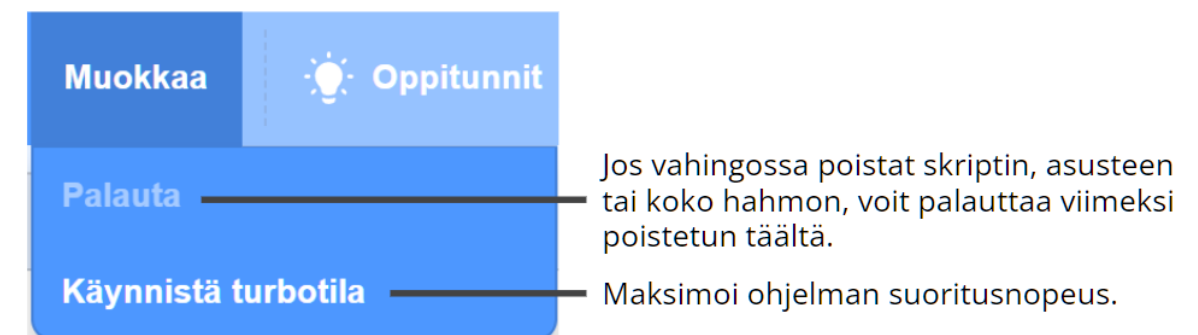 Muokkaa
Oppitunnit
Palauta
Jos vahingossa poistat skriptin, asusteen
tai koko hahmon, voit palauttaa viimeksi
poistetun täältä.
Käynnistä turbotila
Maksimoi ohjelman suoritusnopeus.